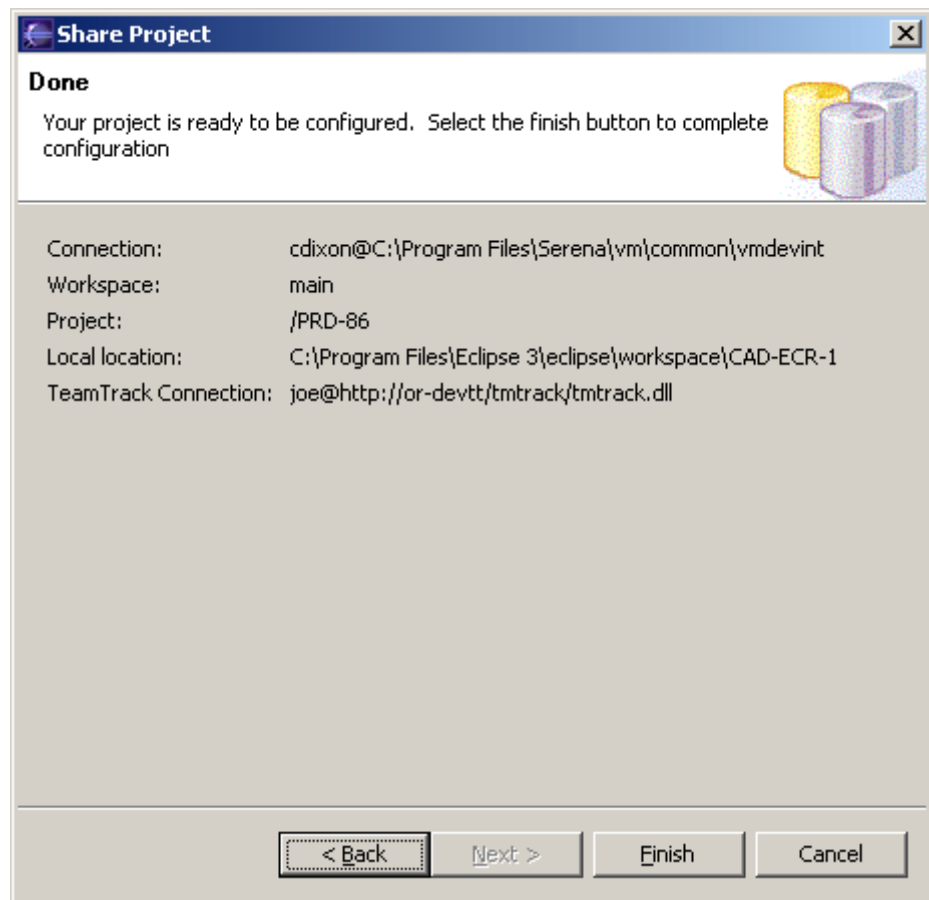 Share Project
Done
Your project is ready to be configured.  Select the finish button to complete
configuration
Connection: cdixon@C:\Program Files\Serena\vm\common\vmdevint
Workspace: main
Project: /PRD-86
Local location: C:\Program Files\Eclipse 3\eclipse\workspace\CAD-ECR-1
TeamTrack Connection: joe@http://or-devtt/tmtrack/tmtrack.dll
< Back Next > Finish Cancel